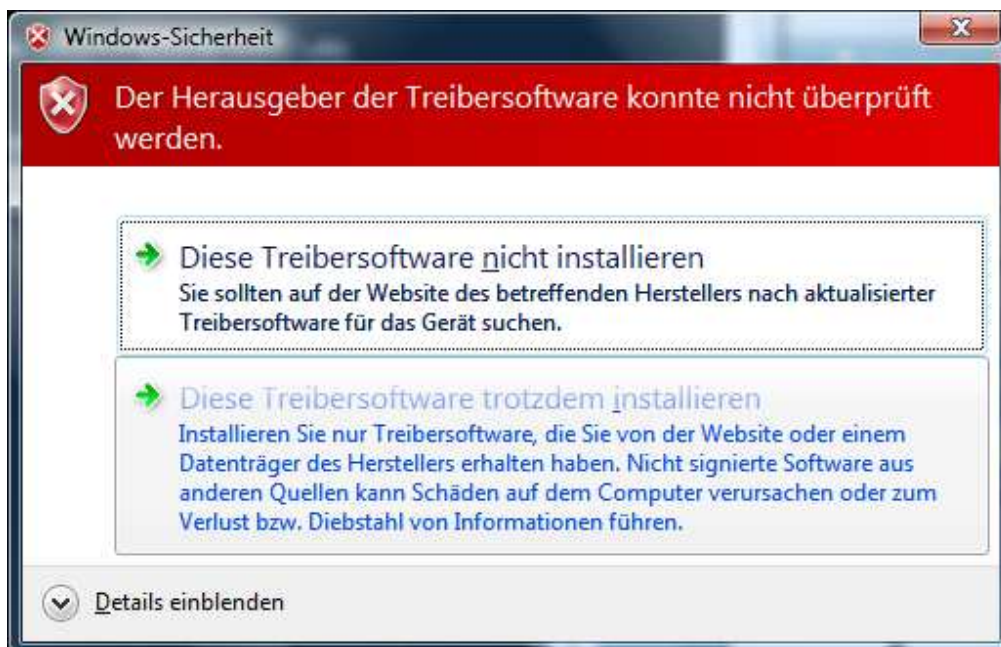 Windows-Sicherheit
Der Herausgeber der Treibersoftware konnte nicht überprüft
werden.
Diese Treibersoftware nicht installieren
Sie sollten auf der Website des betreffenden Herstellers nach aktualisierter
Treibersoftware für das Gerät suchen.
Diese Treibersoftware trotzdem installieren
Installieren Sie nur Treibersoftware, die Sie von der Website oder einem
Datenträger des Herstellers erhalten haben. Nicht signierte Software aus
anderen Quellen kann Schäden auf dem Computer verursachen oder zum
Verlust bzw. Diebstahl von Informationen führen.
Details einblenden